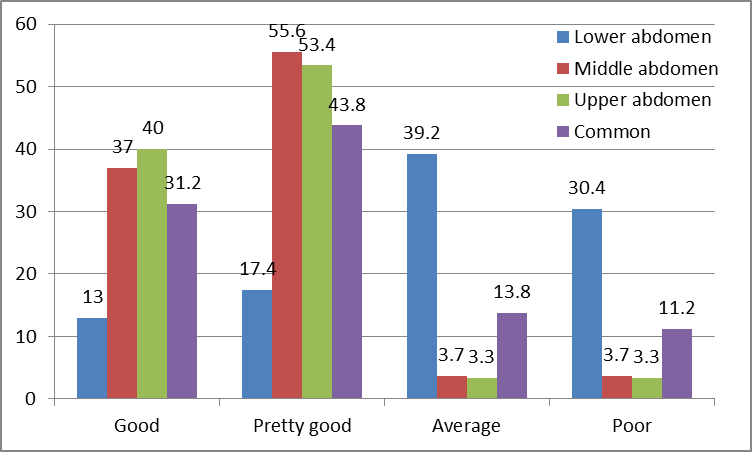 60
50
40
30
20
10
0
Lower abdomen
Middle abdomen
Upper abdomen
Common
13
37
40
31.2
17.4
55.6
53.4
43.8
39.2
3.7
3.3
13.8
30.4
3.7
3.3
11.2
Good
Pretty good
Average
Poor